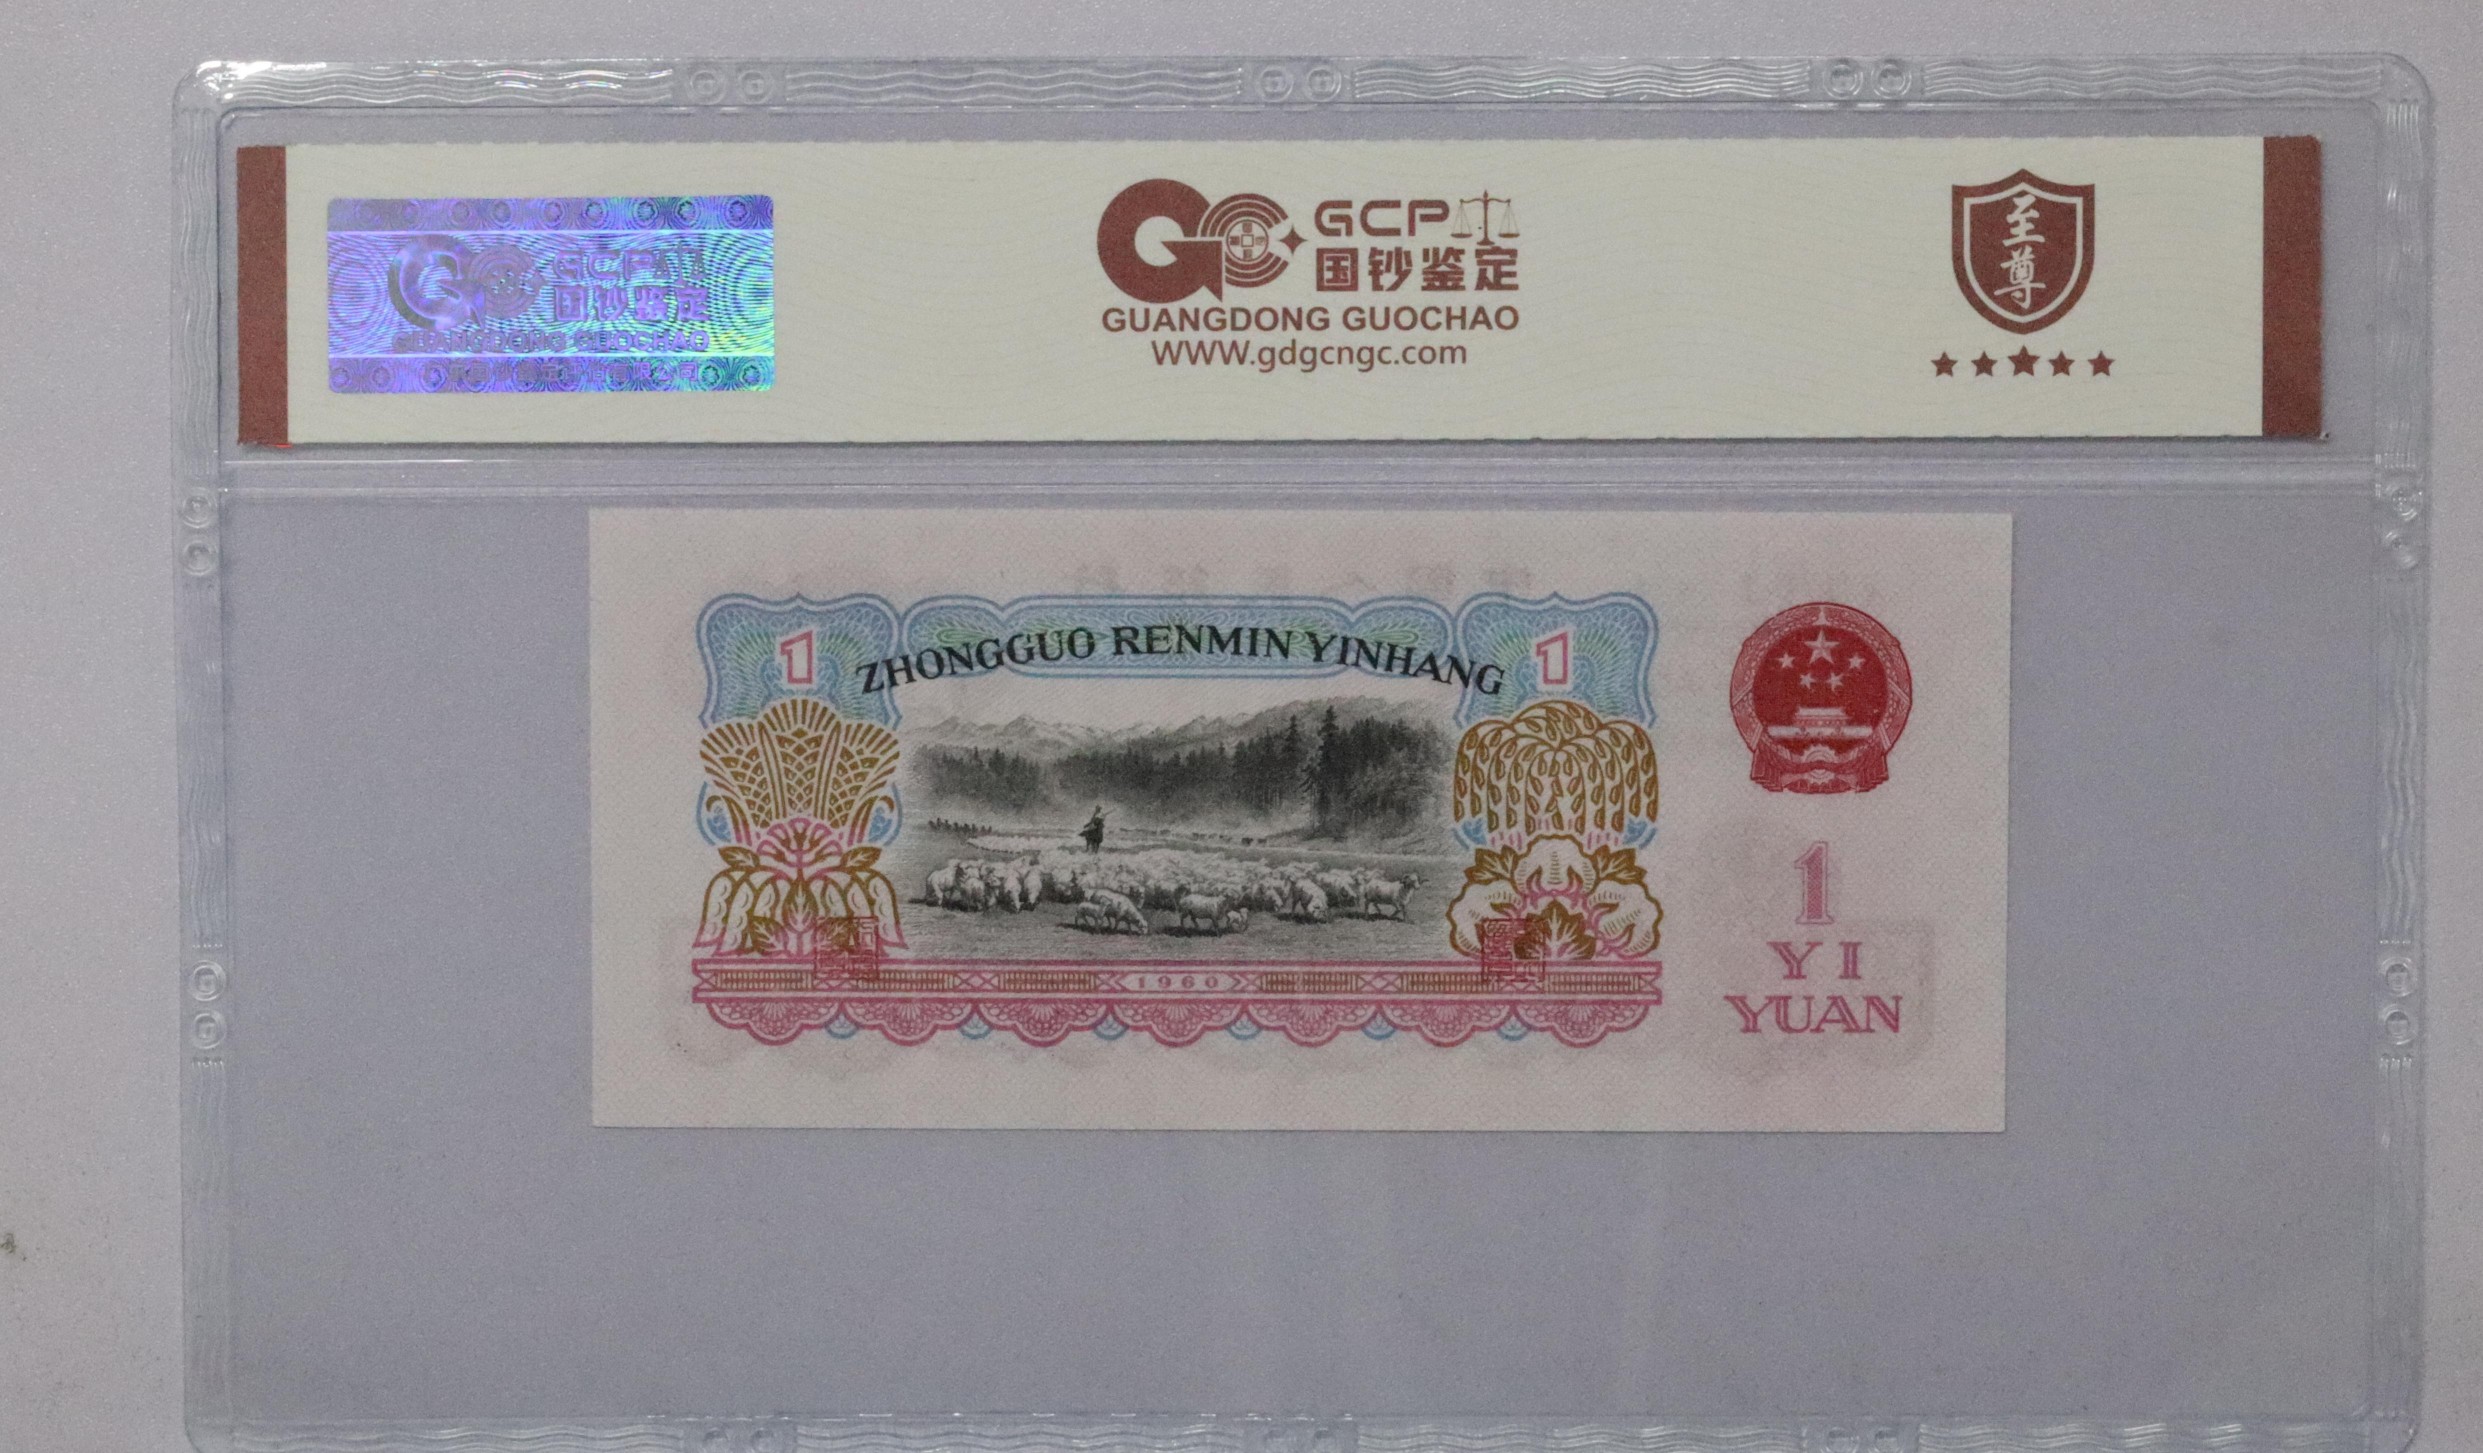 GCP
国钞鉴定
GUANGDONG GUOCHAO
GCP
国钞鉴定
GUANGDONG GUOCHAO
WWW.gdgcngc.com
至尊
1
ZHONGGUO RENMIN YINHANG
1
1960
1
YI
YUAN